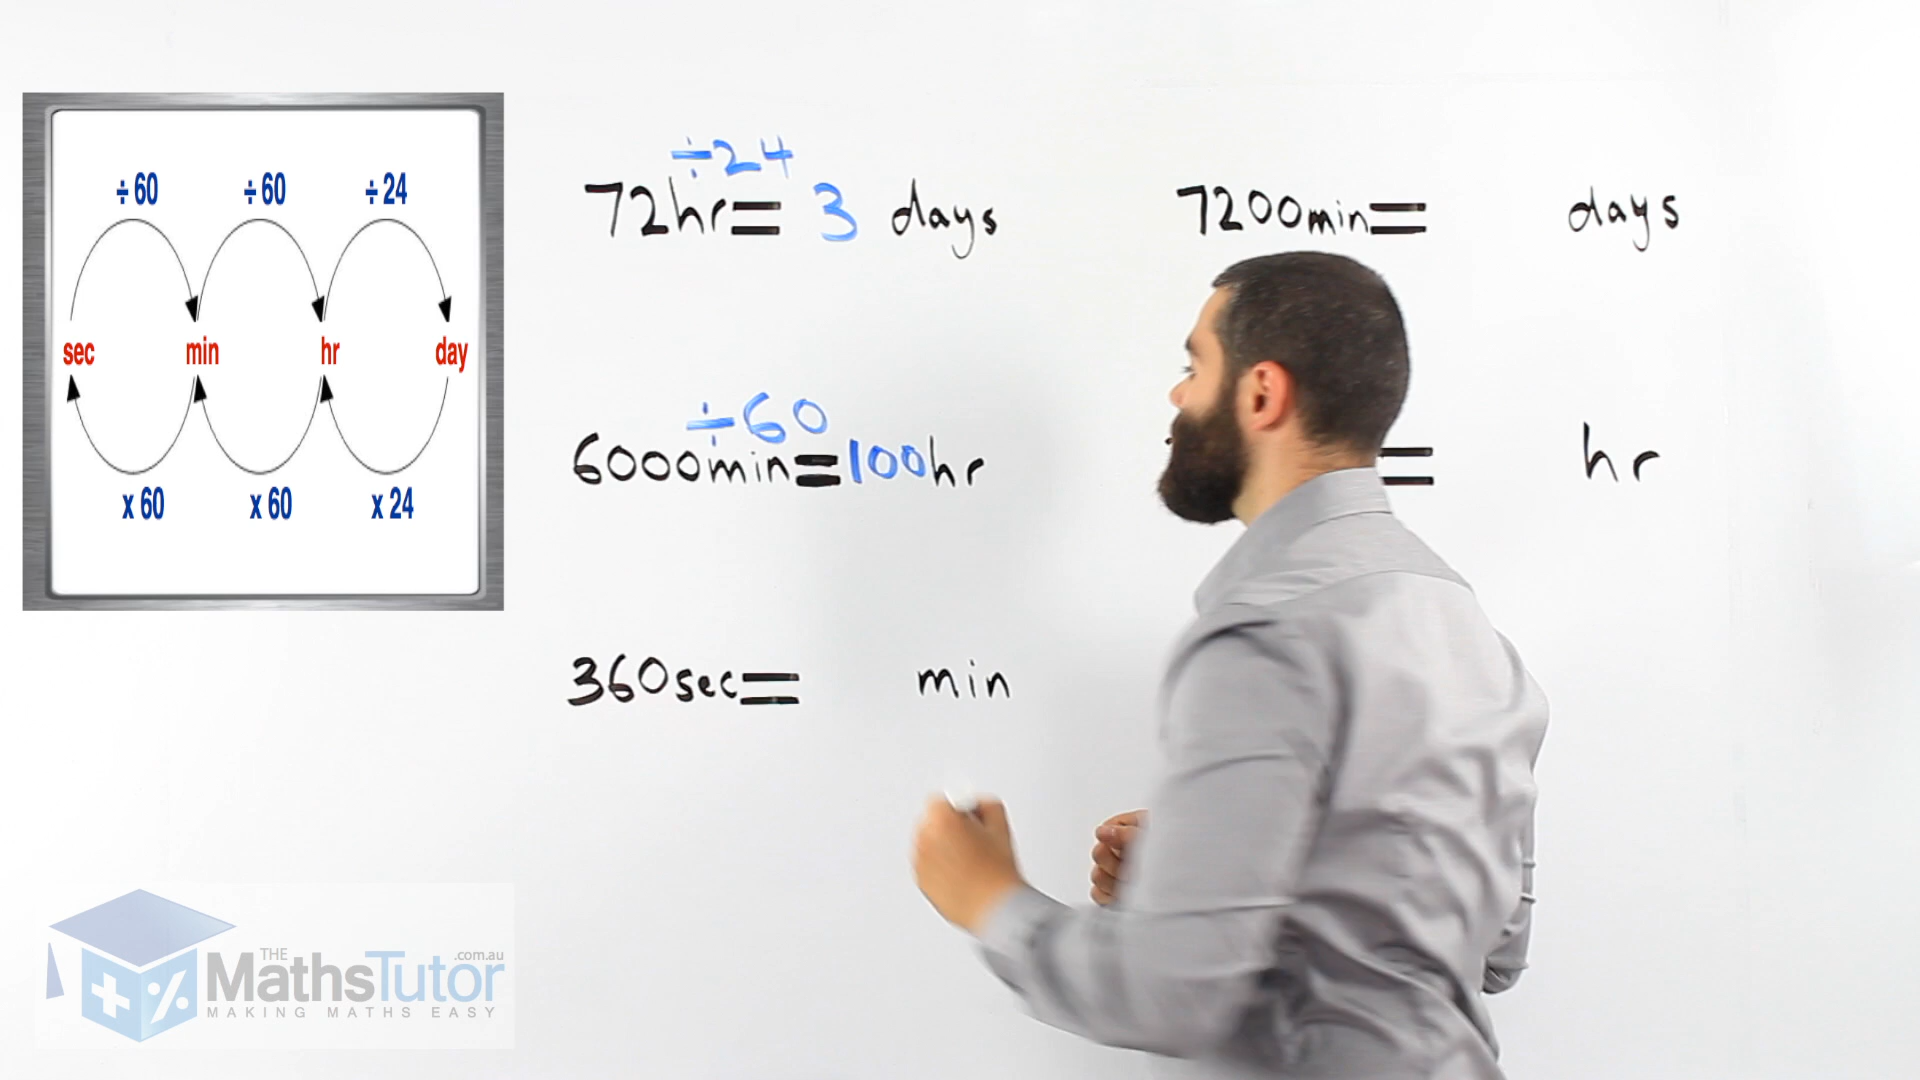 ÷ 60 ÷ 60 ÷ 24
sec min hr day
x 60 x 60 x 24
÷24
72hr= 3 days
÷60
6000min=100hr
360sec= min
7200min= days
= hr
THE MathsTutor .com.au
MAKING MATHS EASY